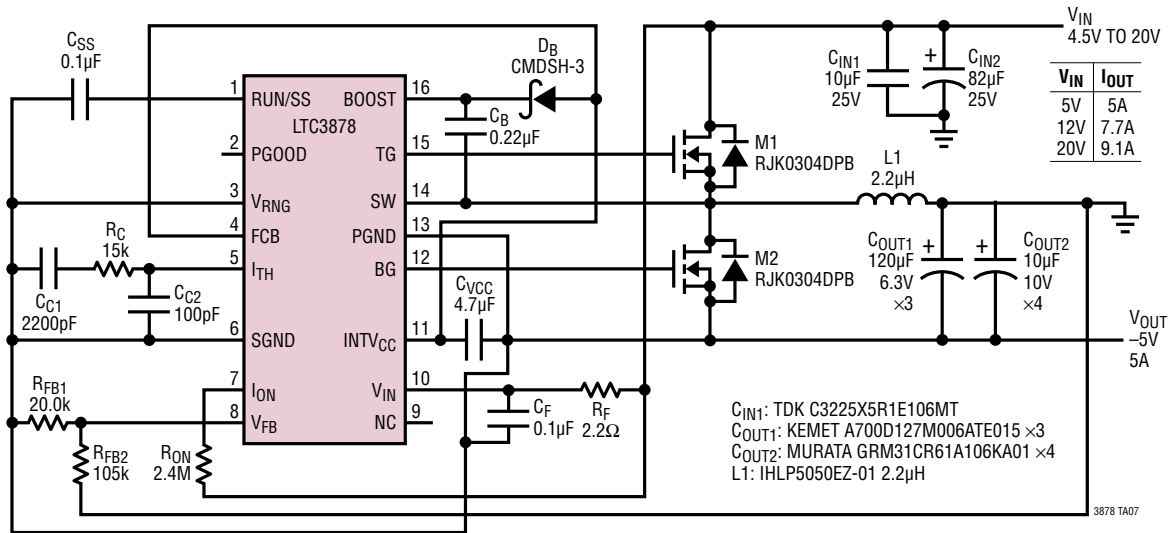 C_SS
0.1µF
D_B
CMDSH-3
V_IN
4.5V TO 20V
C_IN1
10µF
25V
+
C_IN2
82µF
25V
V_IN I_OUT
5V 5A
12V 7.7A
20V 9.1A
1 RUN/SS BOOST 16
LTC3878
2 PGOOD TG 15
3 V_RNG SW 14
4 FCB PGND 13
5 I_TH BG 12
6 SGND INTV_CC 11
7 I_ON V_IN 10
8 V_FB NC 9
C_B
0.22µF
M1
RJK0304DPB
L1
2.2µH
R_C
15k
C_C1
2200pF
C_C2
100pF
C_VCC
4.7µF
M2
RJK0304DPB
C_OUT1
120µF
6.3V
×3
+
+
C_OUT2
10µF
10V
×4
V_OUT
–5V
5A
R_FB1
20.0k
R_FB2
105k
R_ON
2.4M
C_F
0.1µF
R_F
2.2Ω
C_IN1: TDK C3225X5R1E106MT
C_OUT1: KEMET A700D127M006ATE015 ×3
C_OUT2: MURATA GRM31CR61A106KA01 ×4
L1: IHLP5050EZ-01 2.2µH
3878 TA07